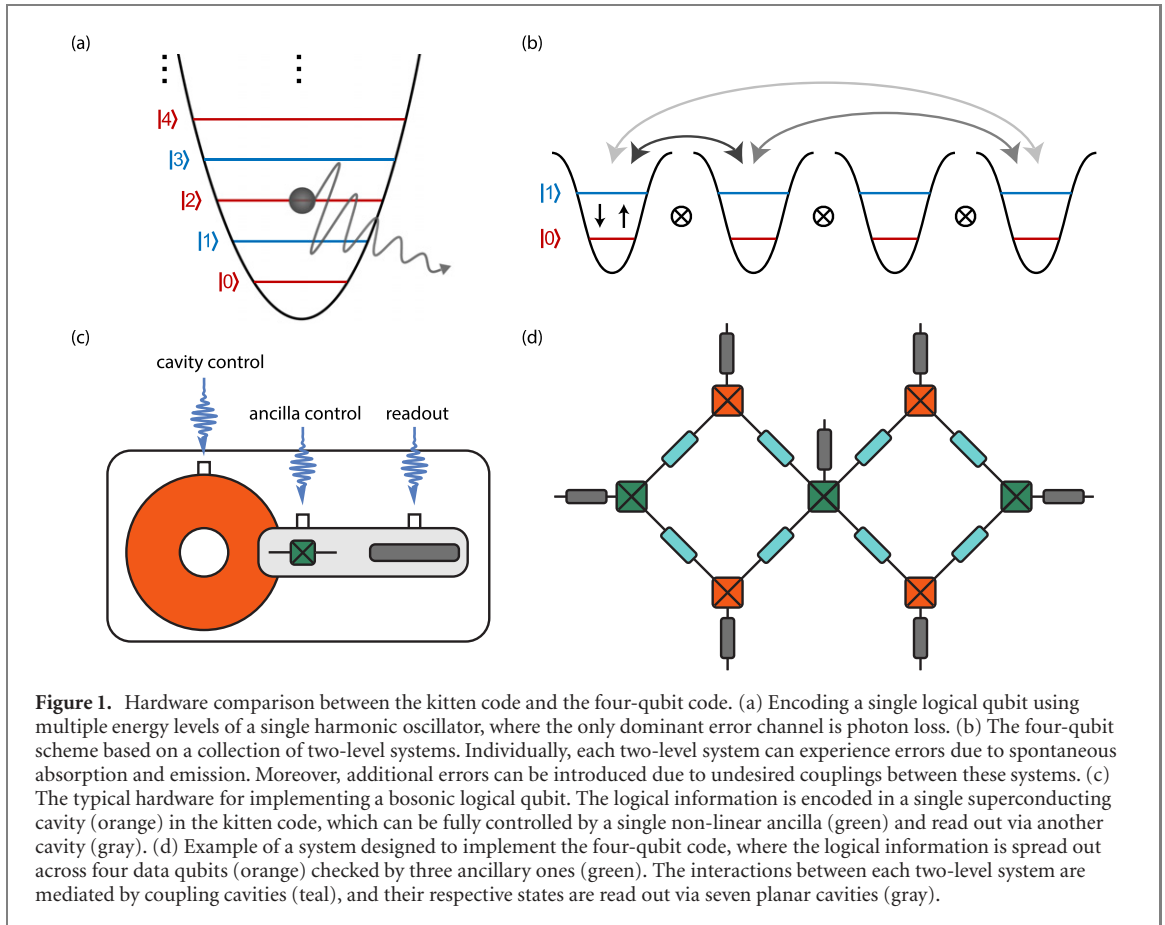 (a)
|4⟩
|3⟩
|2⟩
|1⟩
|0⟩
(b)
|1⟩
|0⟩
(c)
cavity control
ancilla control
readout
(d)
Figure 1. Hardware comparison between the kitten code and the four-qubit code. (a) Encoding a single logical qubit using
multiple energy levels of a single harmonic oscillator, where the only dominant error channel is photon loss. (b) The four-qubit
scheme based on a collection of two-level systems. Individually, each two-level system can experience errors due to spontaneous
absorption and emission. Moreover, additional errors can be introduced due to undesired couplings between these systems. (c)
The typical hardware for implementing a bosonic logical qubit. The logical information is encoded in a single superconducting
cavity (orange) in the kitten code, which can be fully controlled by a single non-linear ancilla (green) and read out via another
cavity (gray). (d) Example of a system designed to implement the four-qubit code, where the logical information is spread out
across four data qubits (orange) checked by three ancillary ones (green). The interactions between each two-level system are
mediated by coupling cavities (teal), and their respective states are read out via seven planar cavities (gray).